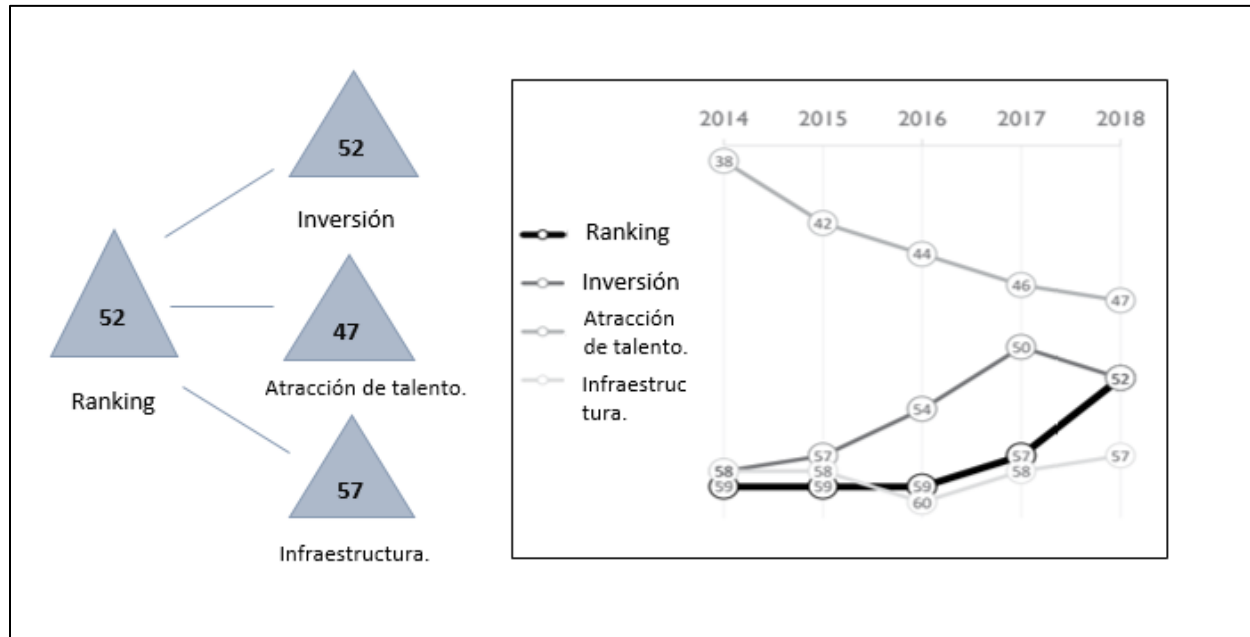 52
Inversión
52
Ranking
47
Atracción de talento.
57
Infraestructura.
2014 2015 2016 2017 2018
Ranking
Inversión
Atracción
de talento.
Infraestruc
tura.
38 42 44 46 47
58 57 54 50 52
59 59 59 57
58 60 58 57